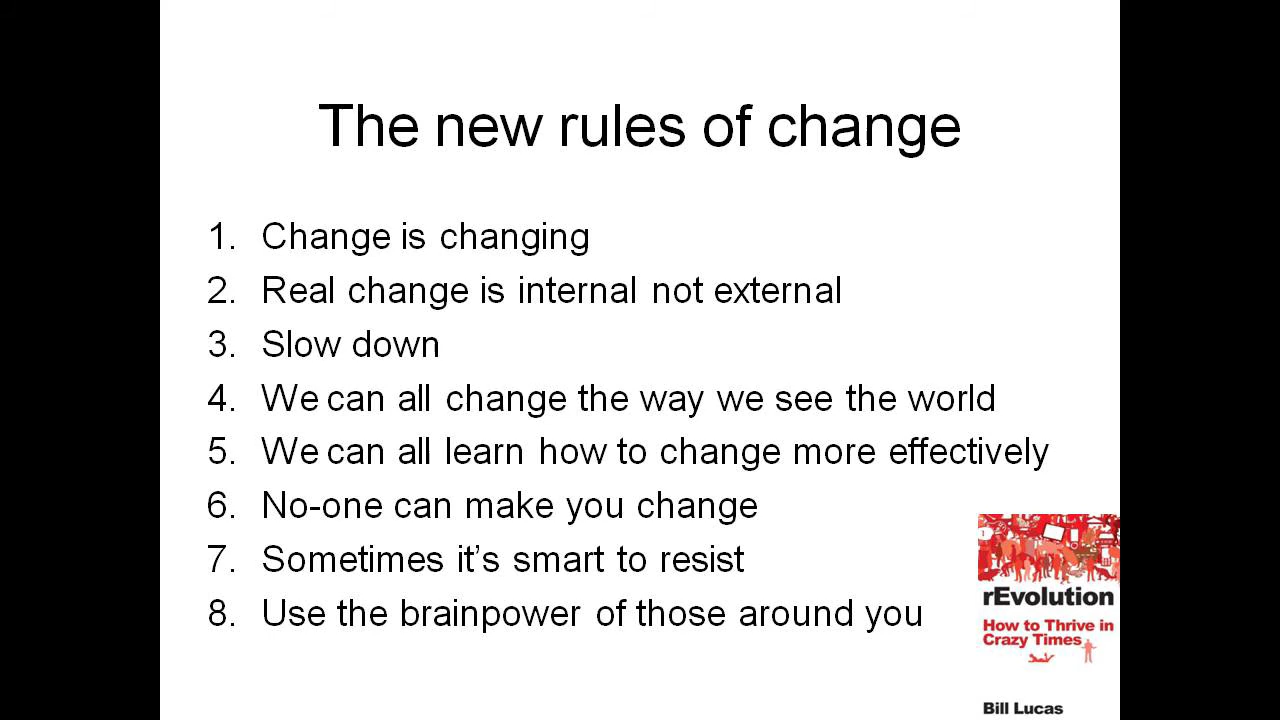 The new rules of change
1. Change is changing
2. Real change is internal not external
3. Slow down
4. We can all change the way we see the world
5. We can all learn how to change more effectively
6. No-one can make you change
7. Sometimes it’s smart to resist
8. Use the brainpower of those around you
rEvolution
How to Thrive in
Crazy Times
Bill Lucas